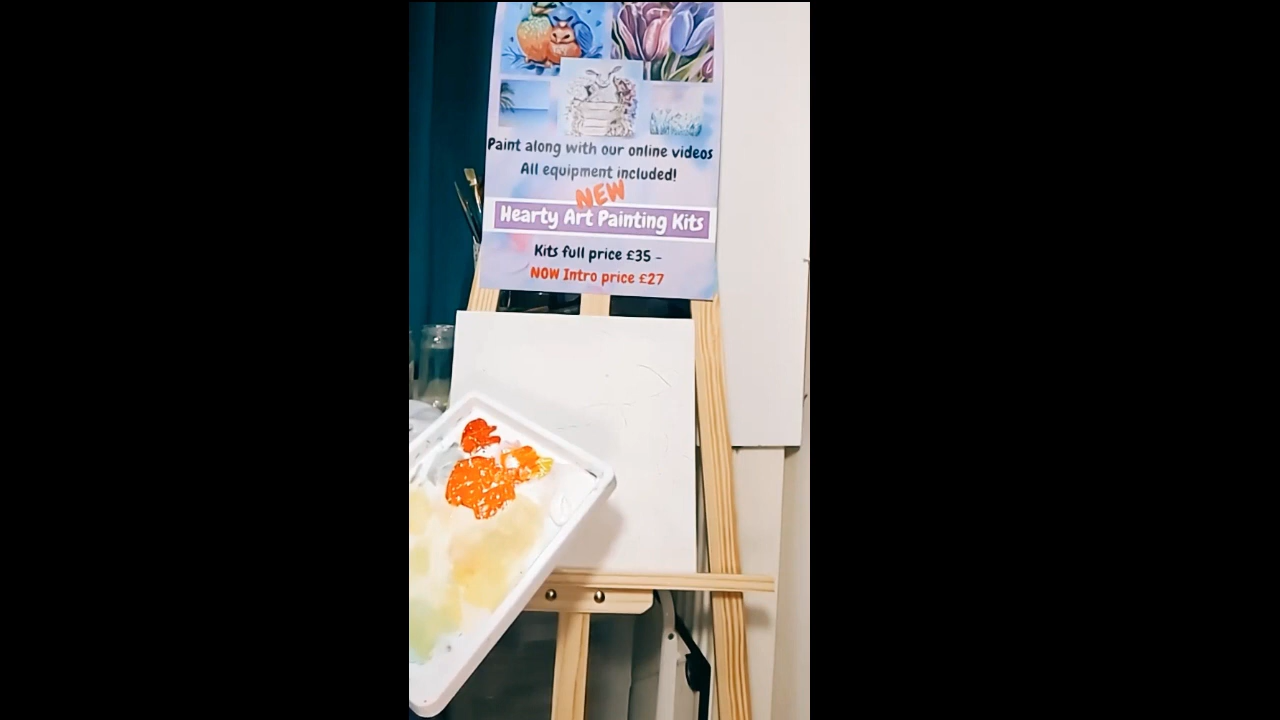 Paint along with our online videos
All equipment included!
NEW
Hearty Art Painting Kits
Kits full price £35 -
NOW Intro price £27